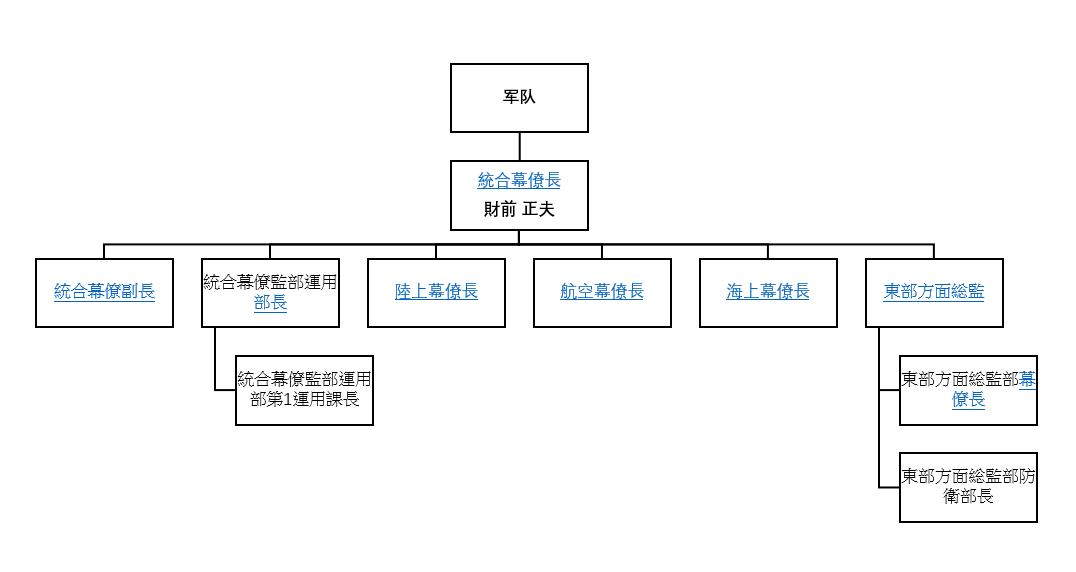 军队
統合幕僚長
財前 正夫
統合幕僚副長
統合幕僚監部運用
部長
陸上幕僚長
航空幕僚長
海上幕僚長
東部方面総監
統合幕僚監部運用
部第1運用課長
東部方面総監部幕
僚長
東部方面総監部防
衛部長